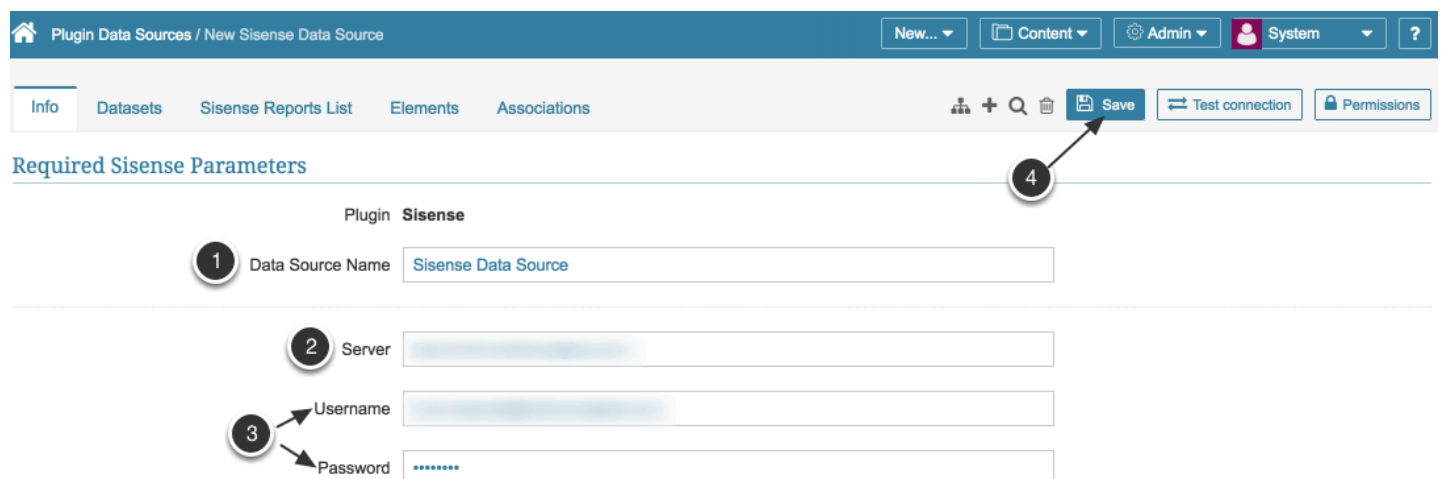 Plugin Data Sources / New Sisense Data Source New... Content Admin System ?
Info Datasets Sisense Reports List Elements Associations Save Test connection Permissions
4
Required Sisense Parameters
Plugin Sisense
1 Data Source Name Sisense Data Source
2 Server
Username
3
Password ••••••••